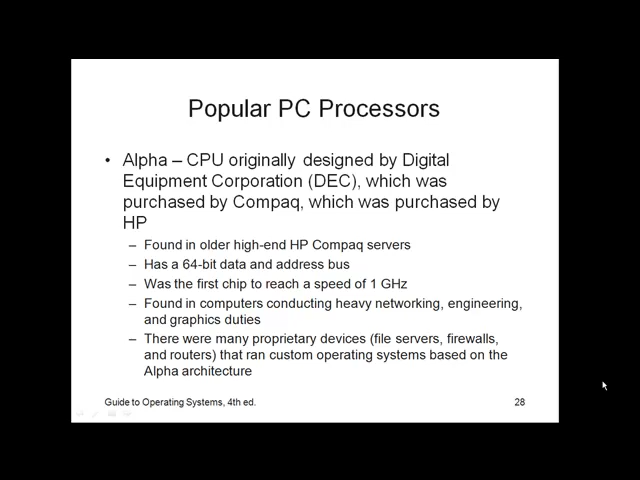 Popular PC Processors
• Alpha – CPU originally designed by Digital
Equipment Corporation (DEC), which was
purchased by Compaq, which was purchased by
HP
– Found in older high-end HP Compaq servers
– Has a 64-bit data and address bus
– Was the first chip to reach a speed of 1 GHz
– Found in computers conducting heavy networking, engineering,
and graphics duties
– There were many proprietary devices (file servers, firewalls,
and routers) that ran custom operating systems based on the
Alpha architecture
Guide to Operating Systems, 4th ed.
28